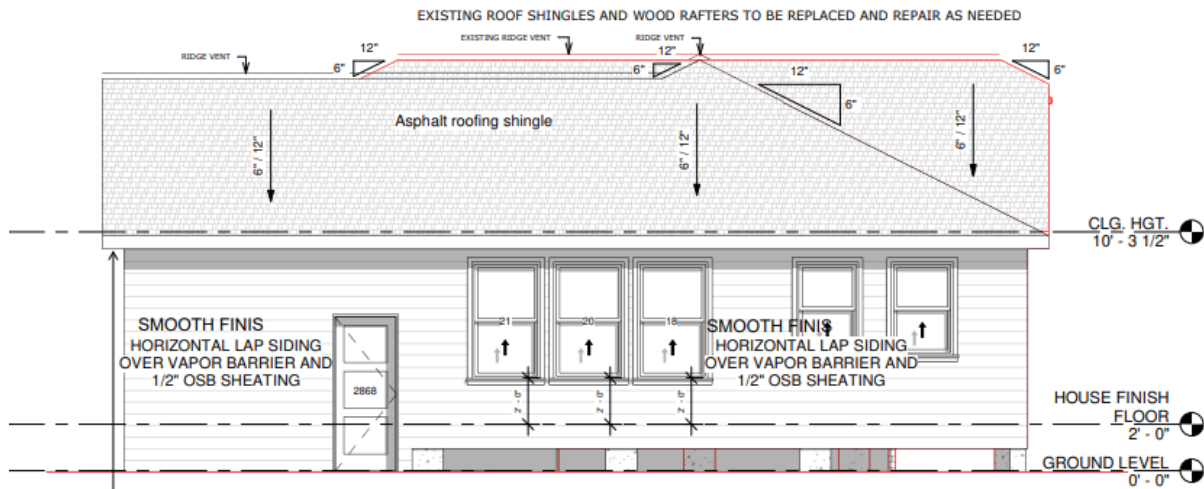 EXISTING ROOF SHINGLES AND WOOD RAFTERS TO BE REPLACED AND REPAIR AS NEEDED
RIDGE VENT
EXISTING RIDGE VENT
RIDGE VENT
12"
6"
12"
6"
12"
6"
12"
6"
Asphalt roofing shingle
6" / 12"
6" / 12"
6" / 12"
CLG. HGT.
10' - 3 1/2"
SMOOTH FINIS
HORIZONTAL LAP SIDING
OVER VAPOR BARRIER AND
1/2" OSB SHEATING
2868
21
20
18
SMOOTH FINIS
HORIZONTAL LAP SIDING
OVER VAPOR BARRIER AND
1/2" OSB SHEATING
HOUSE FINISH
FLOOR
2' - 0"
GROUND LEVEL
0' - 0"